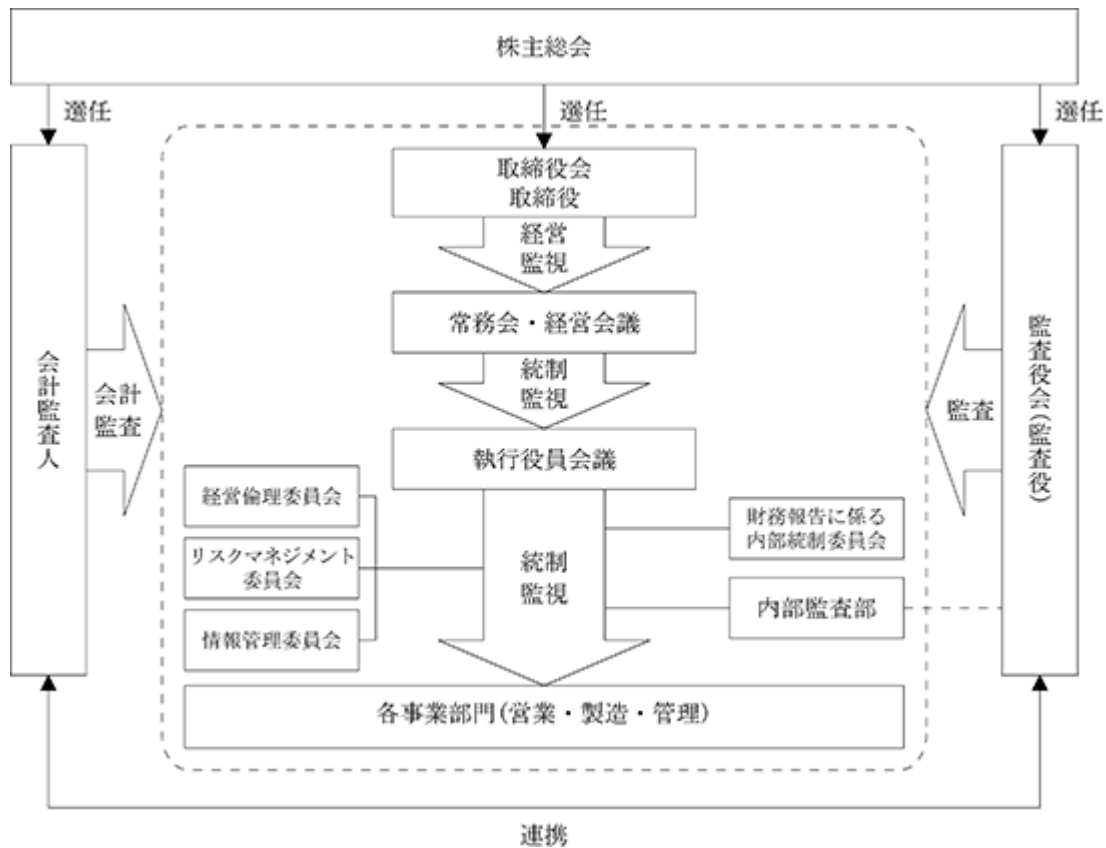 株主総会
選任
選任
選任
取締役会
取締役
経営
監視
常務会・経営会議
統制
監視
執行役員会議
会計監査人
会計
監査
監査
監査役会(監査役)
経営倫理委員会
リスクマネジメント
委員会
情報管理委員会
統制
監視
財務報告に係る
内部統制委員会
内部監査部
各事業部門(営業・製造・管理)
連携